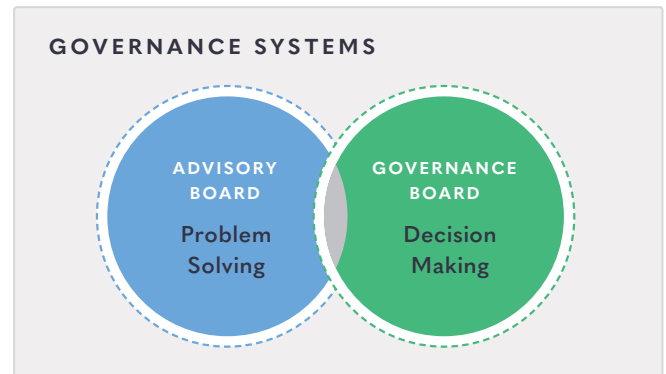 GOVERNANCE SYSTEMS
ADVISORY
BOARD
Problem
Solving
GOVERNANCE
BOARD
Decision
Making